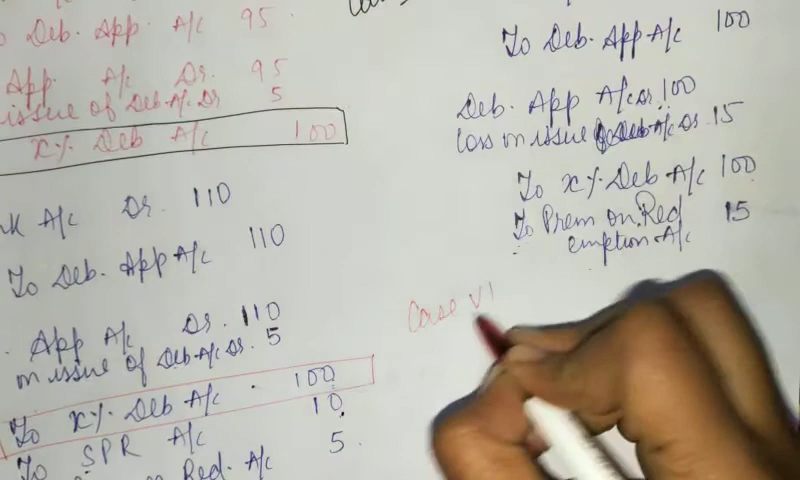 To Deb. App. A/c 95
App. A/c Dr. 95
issue of Deb A/c Dr 5
x% Deb A/c 100
A/c Dr. 110
To Deb. App A/c 110
App A/c Dr. 110
on issue of Deb A/c Dr. 5
To x% Deb A/c 100
To SPR A/c 10
Red. A/c 5
To Deb. App A/c 100
Deb. App A/c Dr. 100
loss on issue of Deb A/c Dr 15
To x% Deb A/c 100
To Prem on Red
emption A/c 15
Case VI